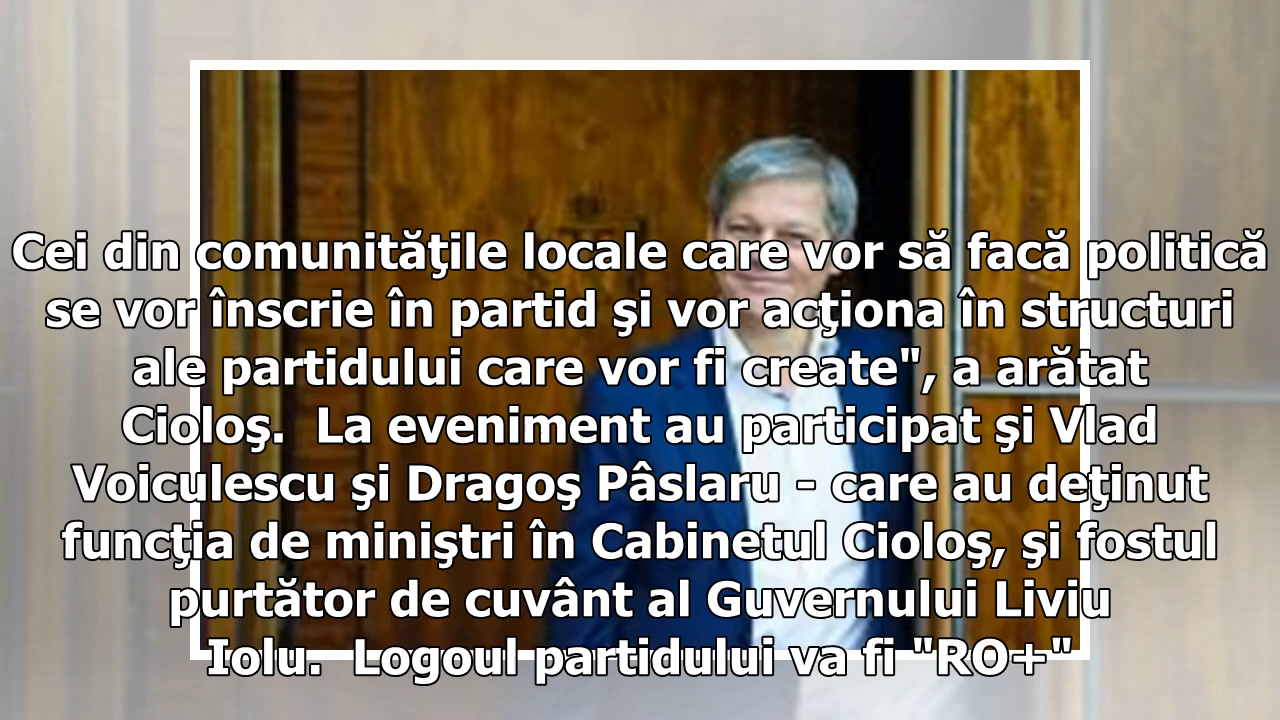 Cei din comunităţile locale care vor să facă politică
se vor înscrie în partid şi vor acţiona în structuri
ale partidului care vor fi create", a arătat
Cioloş.  La eveniment au participat şi Vlad
Voiculescu şi Dragoş Pâslaru - care au deţinut
funcţia de miniştri în Cabinetul Cioloş, şi fostul
purtător de cuvânt al Guvernului Liviu
Iolu.  Logoul partidului va fi "RO+"